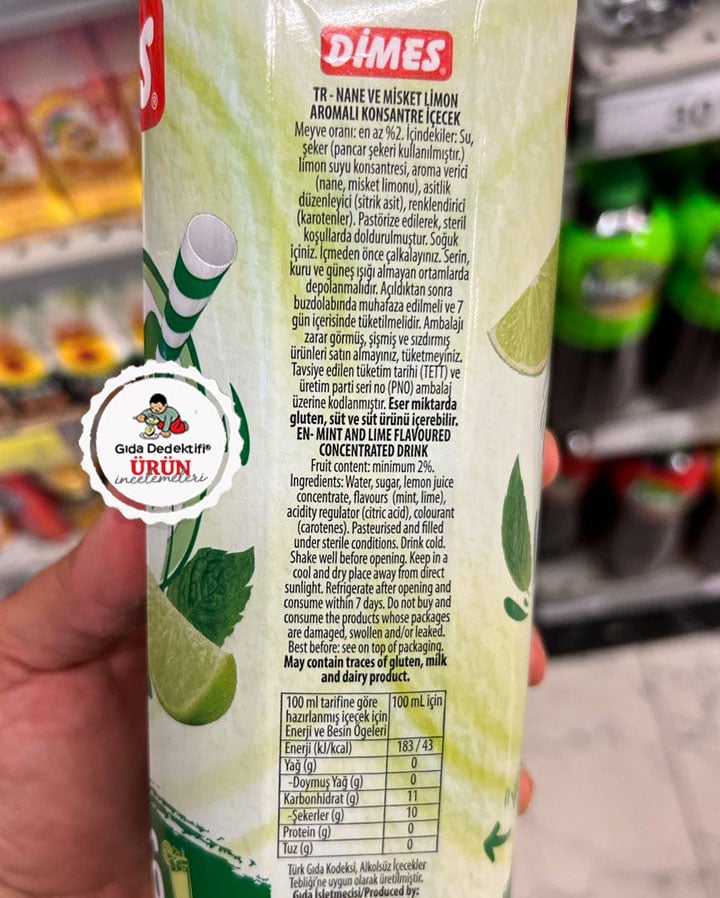 DİMES
TR - NANE VE MİSKET LİMON
AROMALI KONSANTRE İÇECEK
Meyve oranı: en az %2. İçindekiler: Su,
şeker (pancar şekeri kullanılmıştır.)
limon suyu konsantresi, aroma verici
(nane, misket limonu), asitlik
düzenleyici (sitrik asit), renklendirici
(karotenler). Pastörize edilerek, steril
koşullarda doldurulmuştur. Soğuk
içiniz. İçmeden önce çalkalayınız. Serin,
kuru ve güneş ışığı almayan ortamlarda
depolanmalıdır. Açıldıktan sonra
buzdolabında muhafaza edilmeli ve 7
gün içerisinde tüketilmelidir. Ambalajı
zarar görmüş, şişmiş ve sızdırmış
ürünleri satın almayınız, tüketmeyiniz.
Tavsiye edilen tüketim tarihi (TETT) ve
üretim parti seri no (PNO) ambalaj
üzerine kodlanmıştır. Eser miktarda
gluten, süt ve süt ürünü içerebilir.
EN- MINT AND LIME FLAVOURED
CONCENTRATED DRINK
Fruit content: minimum 2%.
Ingredients: Water, sugar, lemon juice
concentrate, flavours (mint, lime),
acidity regulator (citric acid), colourant
(carotenes). Pasteurised and filled
under sterile conditions. Drink cold.
Shake well before opening. Keep in a
cool and dry place away from direct
sunlight. Refrigerate after opening and
consume within 7 days. Do not buy and
consume the products whose packages
are damaged, swollen and/or leaked.
Best before: see on top of packaging.
May contain traces of gluten, milk
and dairy product.
100 ml tarifine göre 100 mL için
hazırlanmış içecek için
Enerji ve Besin Ögeleri
Enerji (kJ/kcal) 183 / 43
Yağ (g) 0
-Doymuş Yağ (g) 0
Karbonhidrat (g) 11
-Şekerler (g) 10
Protein (g) 0
Tuz (g) 0
Türk Gıda Kodeksi, Alkolsüz İçecekler
Tebliği'ne uygun olarak üretilmiştir.
Gıda İşletmecisi/Produced by:
Gıda Dedektifi®
ÜRÜN
incelemeleri